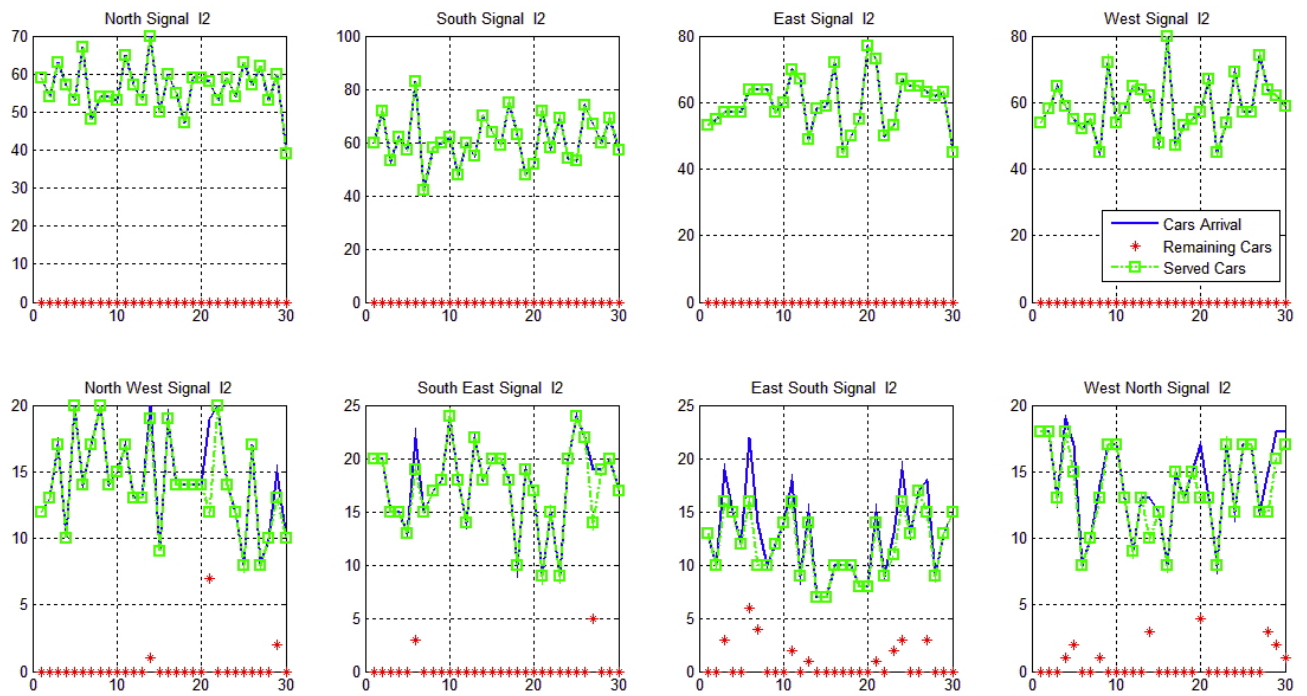 North Signal I2
South Signal I2
East Signal I2
West Signal I2
70
60
50
40
30
20
10
0
0 10 20 30
100
80
60
40
20
0
0 10 20 30
80
60
40
20
0
0 10 20 30
80
60
40
20
0
0 10 20 30
Cars Arrival
Remaining Cars
Served Cars
North West Signal I2
South East Signal I2
East South Signal I2
West North Signal I2
20
15
10
5
0
0 10 20 30
25
20
15
10
5
0
0 10 20 30
25
20
15
10
5
0
0 10 20 30
20
15
10
5
0
0 10 20 30